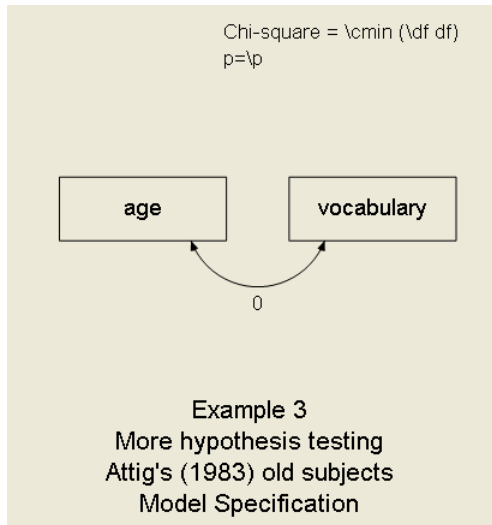 Chi-square = \cmin (\df df)
p=\p
age
vocabulary
0
Example 3
More hypothesis testing
Attig's (1983) old subjects
Model Specification